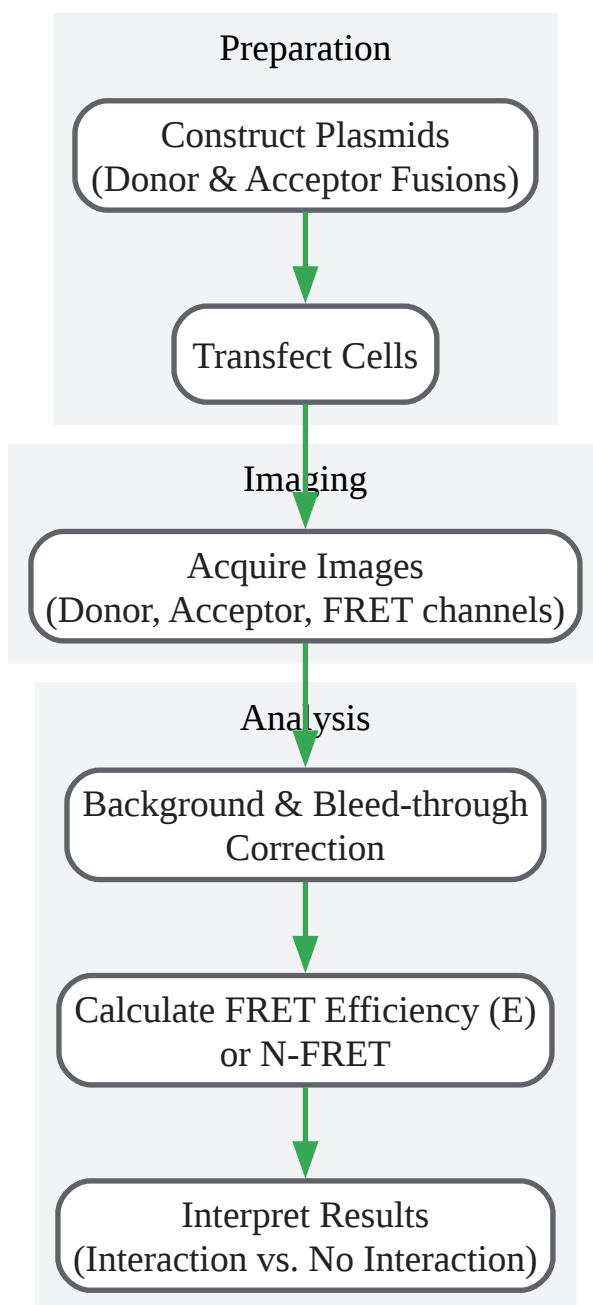 Preparation
Construct Plasmids
(Donor & Acceptor Fusions)
Transfect Cells
Imaging
Acquire Images
(Donor, Acceptor, FRET channels)
Analysis
Background & Bleed-through
Correction
Calculate FRET Efficiency (E)
or N-FRET
Interpret Results
(Interaction vs. No Interaction)